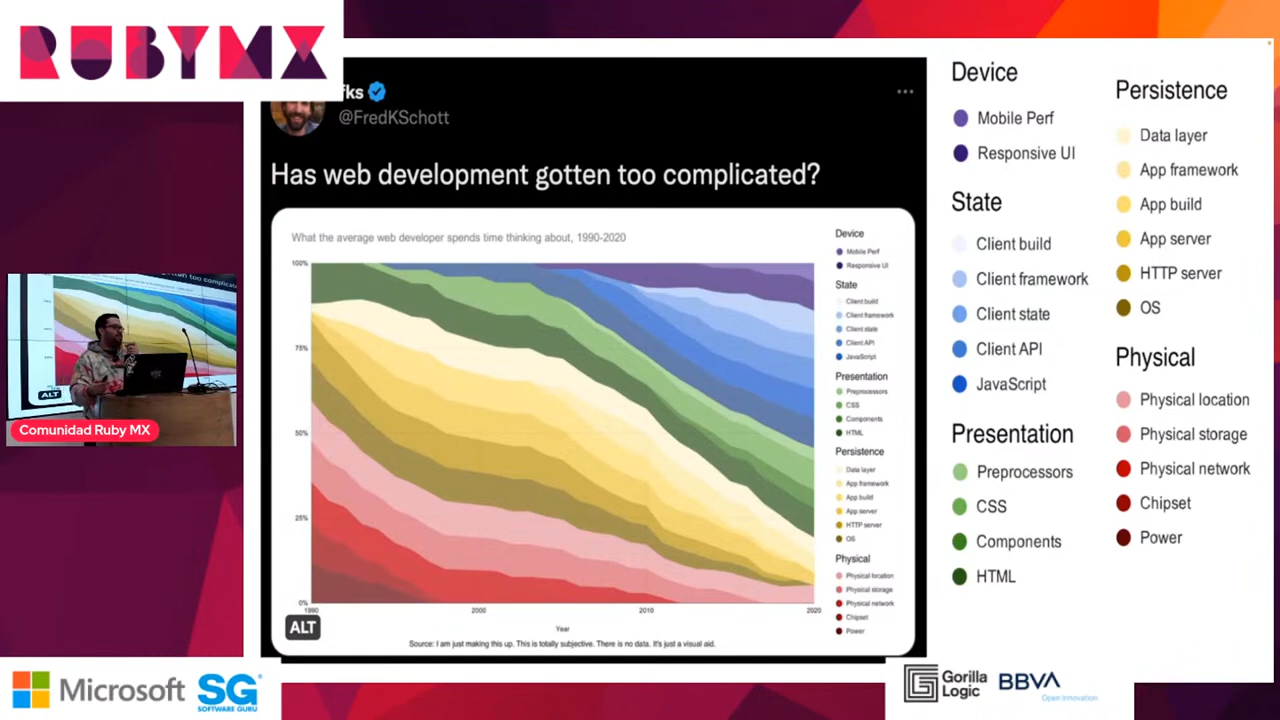 RUBYMX
fks
@FredKSchott
Has web development gotten too complicated?
What the average web developer spends time thinking about, 1990-2020
100%
75%
50%
25%
0%
1990
2000
2010
2020
Year
Source: I am just making this up. This is totally subjective. There is no data. It's just a visual aid.
ALT
Device
Mobile Perf
Responsive UI
State
Client build
Client framework
Client state
Client API
JavaScript
Presentation
Preprocessors
CSS
Components
HTML
Persistence
Data layer
App framework
App build
App server
HTTP server
OS
Physical
Physical location
Physical storage
Physical network
Chipset
Power
Device
Mobile Perf
Responsive UI
State
Client build
Client framework
Client state
Client API
JavaScript
Presentation
Preprocessors
CSS
Components
HTML
Persistence
Data layer
App framework
App build
App server
HTTP server
OS
Physical
Physical location
Physical storage
Physical network
Chipset
Power
ALT
Comunidad Ruby MX
Microsoft
SG
SOFTWARE GURU
Gorilla
Logic
BBVA
Open Innovation